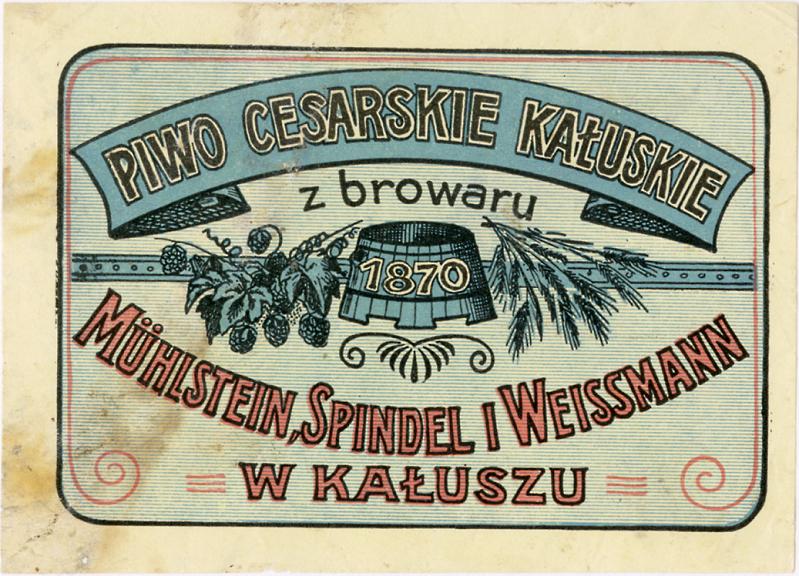 PIWO CESARSKIE KAŁUSKIE
z browaru
1870
MÜHLSTEIN, SPINDEL I WEISSMANN
W KAŁUSZU